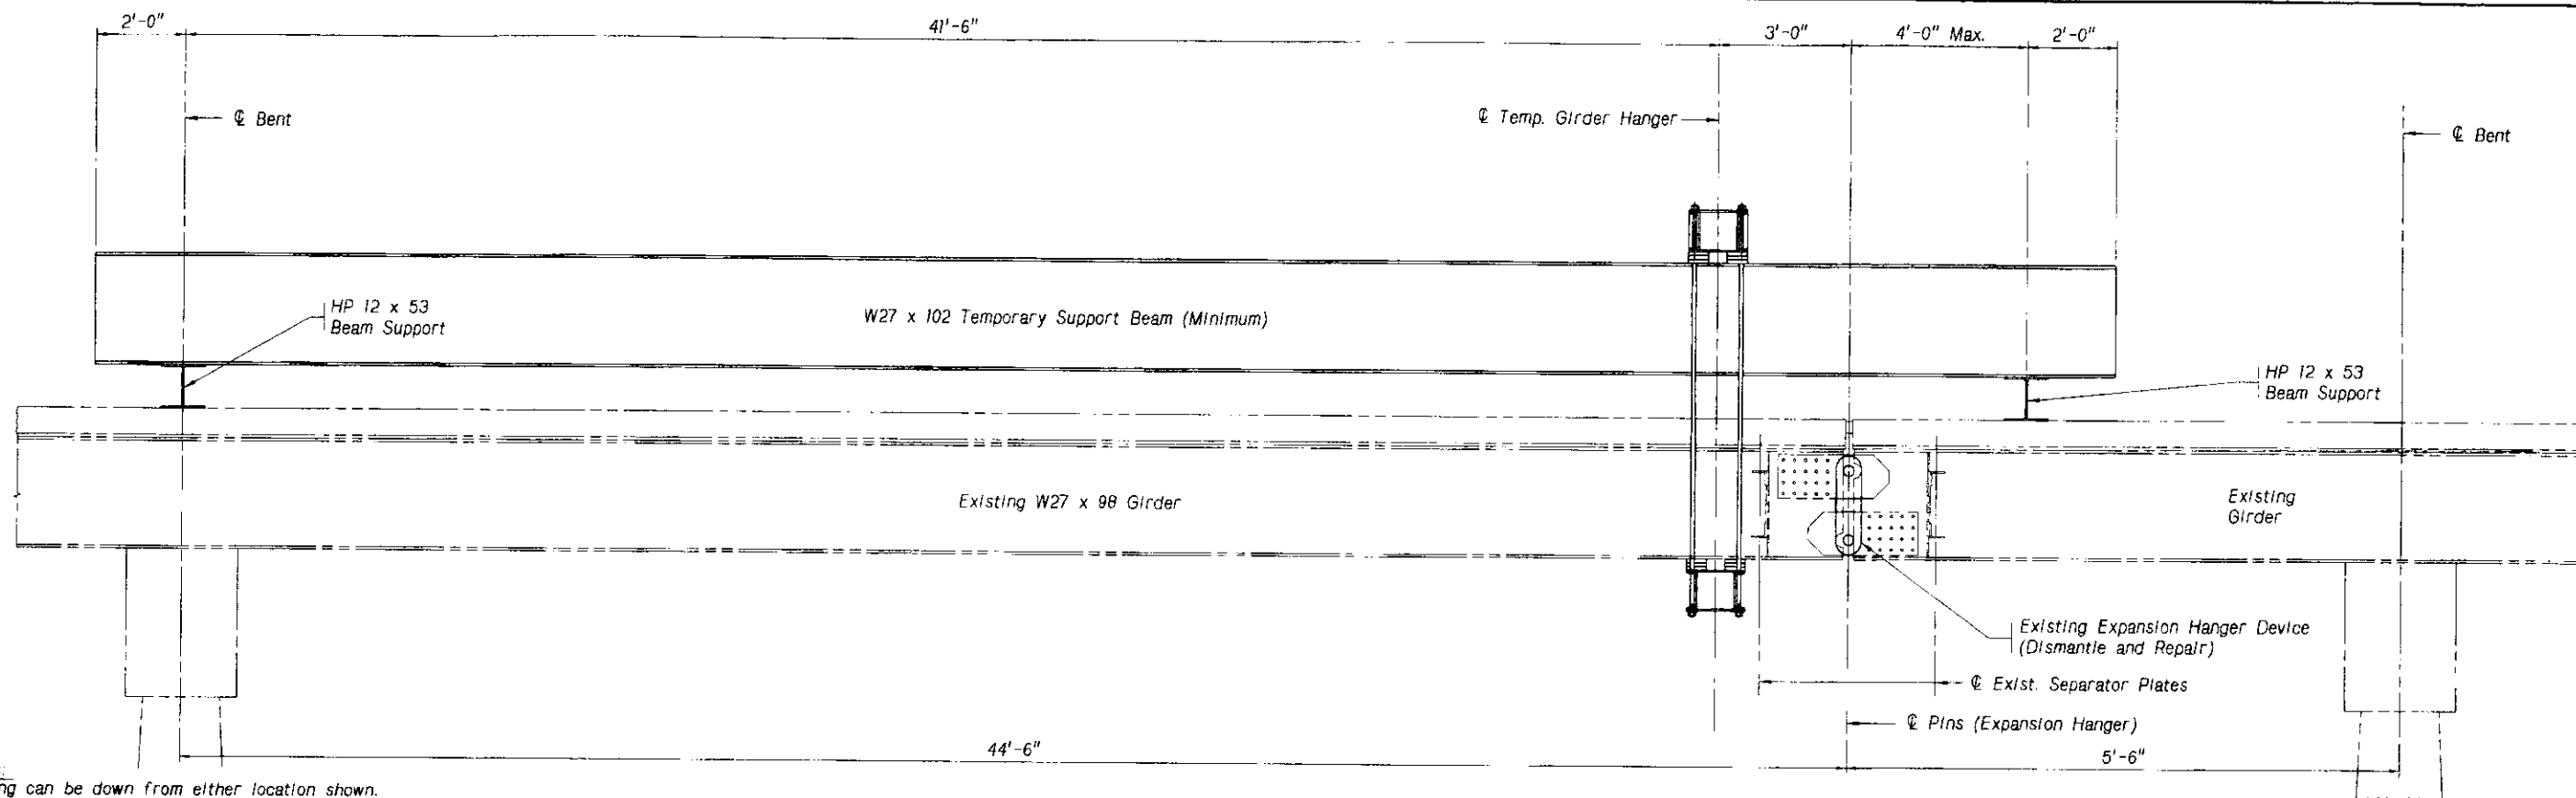 2'-0"
41'-6"
3'-0"
4'-0" Max.
2'-0"
℄ Bent
℄ Temp. Girder Hanger
℄ Bent
HP 12 x 53
Beam Support
W27 x 102 Temporary Support Beam (Minimum)
HP 12 x 53
Beam Support
Existing W27 x 98 Girder
Existing
Girder
Existing Expansion Hanger Device
(Dismantle and Repair)
℄ Exist. Separator Plates
℄ Pins (Expansion Hanger)
44'-6"
5'-6"
can be down from either location shown.